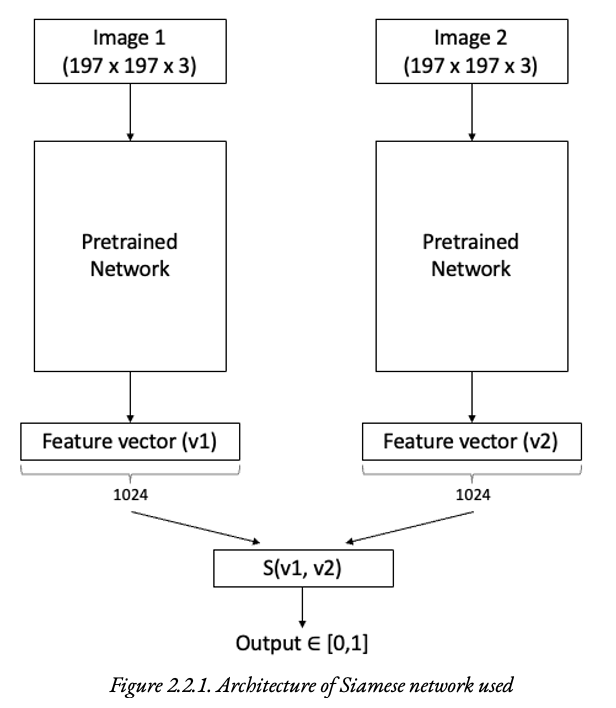 Image 1
(197 x 197 x 3)
Image 2
(197 x 197 x 3)
Pretrained
Network
Pretrained
Network
Feature vector (v1)
Feature vector (v2)
1024
1024
S(v1, v2)
Output ∈ [0,1]
Figure 2.2.1. Architecture of Siamese network used